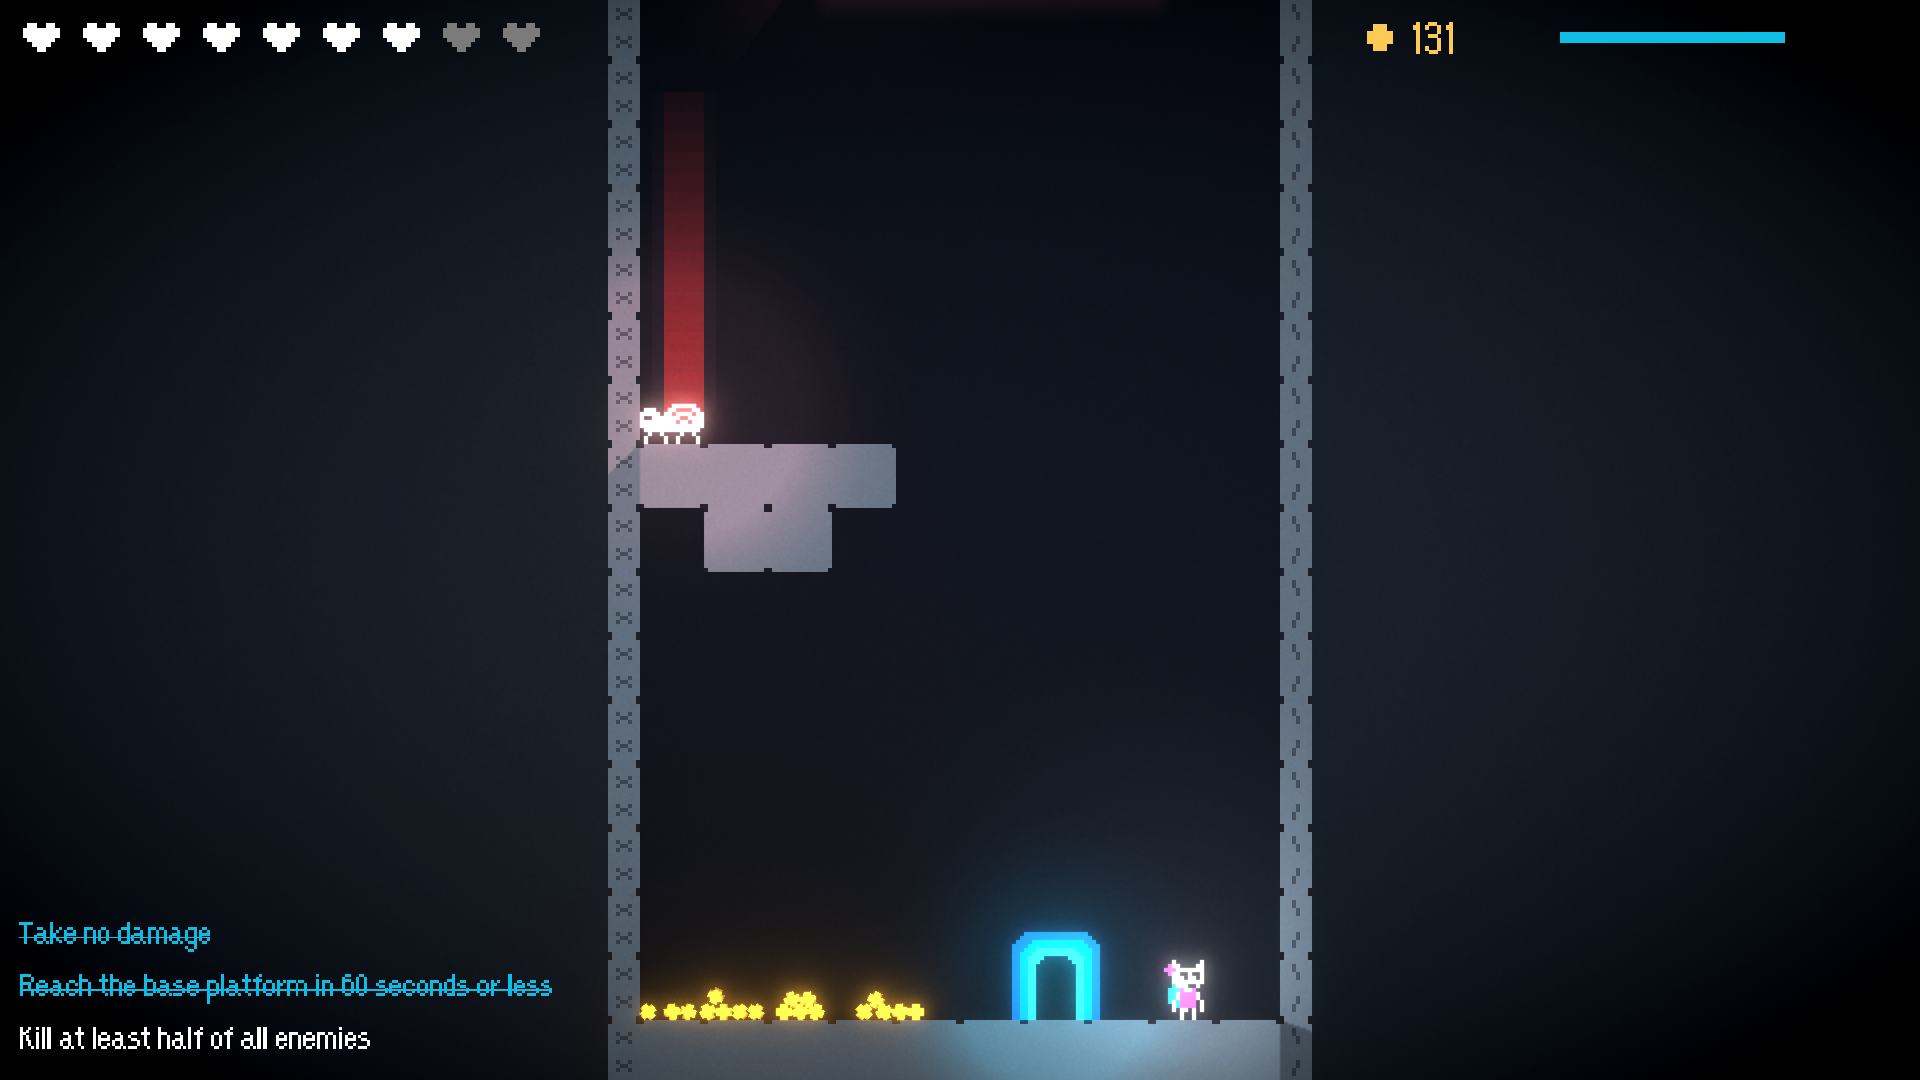 131
Take no damage
Reach the base platform in 60 seconds or less
Kill at least half of all enemies